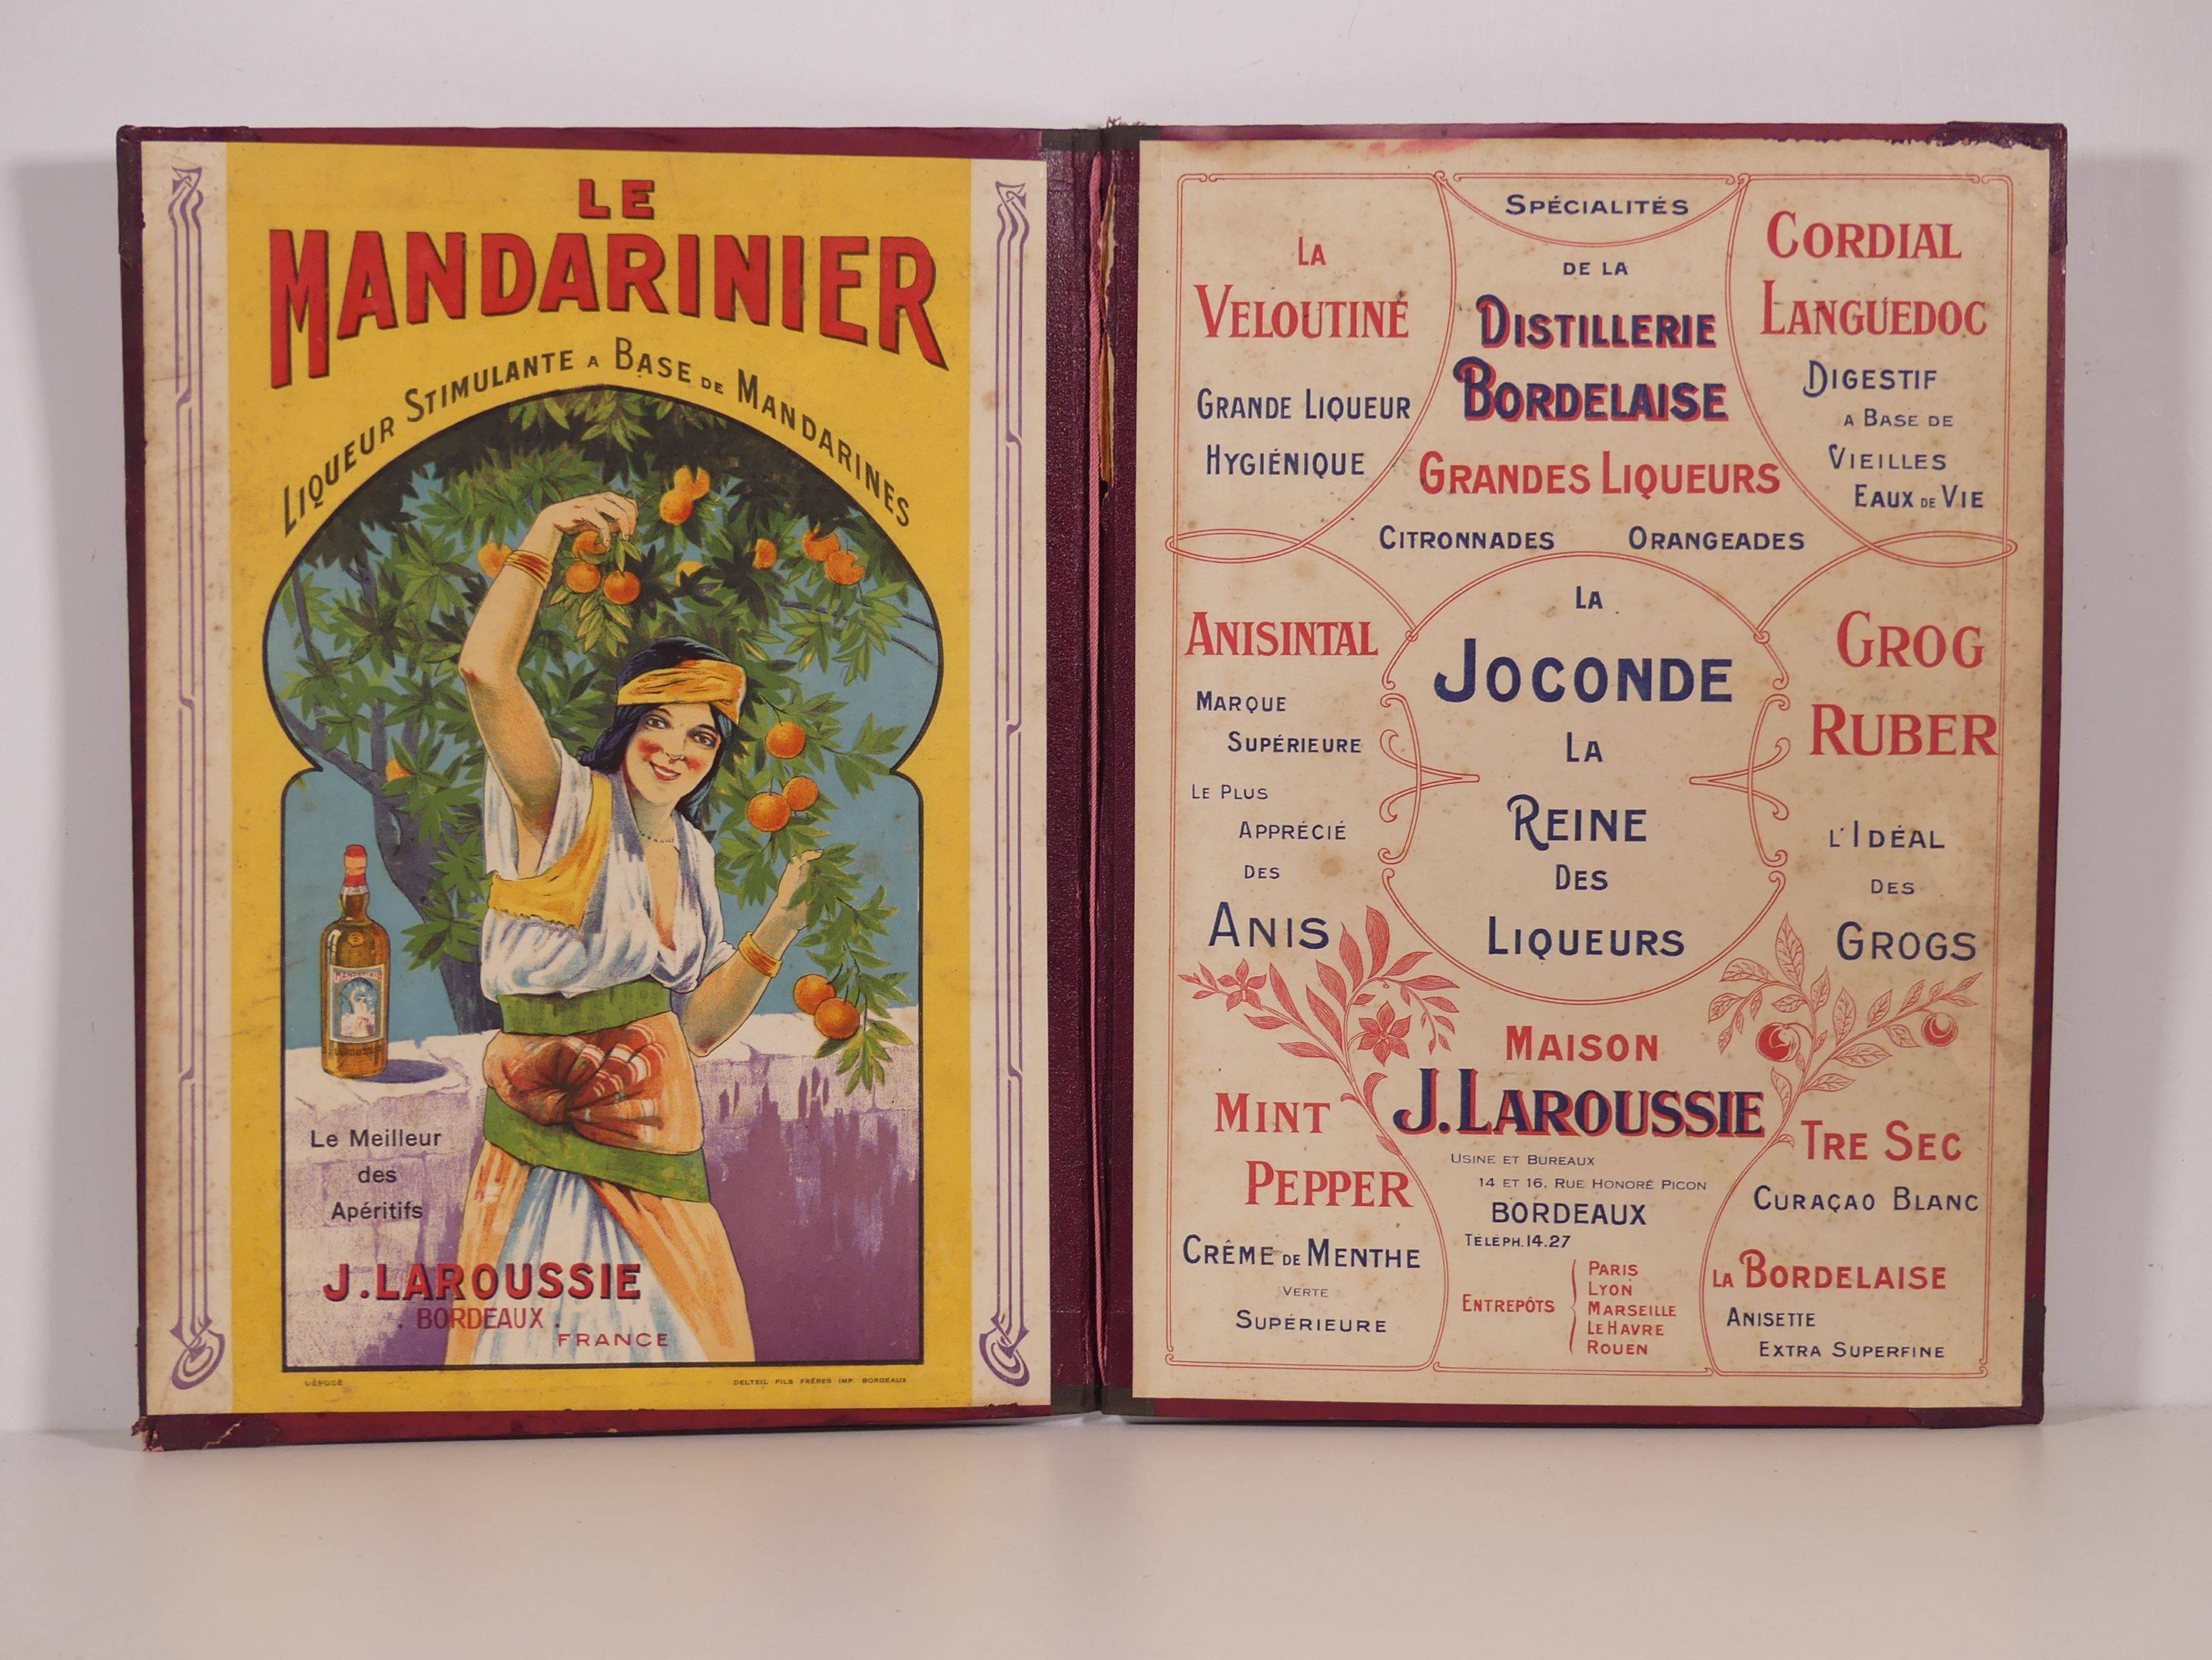 LE
MANDARINIER
LIQUEUR STIMULANTE A BASE DE MANDARINES
MANDARINIER
J. LAROUSSIE
Le Meilleur
des
Apéritifs
J. LAROUSSIE
. BORDEAUX .
FRANCE
DÉPOSÉ
DELTEIL FILS FRÈRES IMP. BORDEAUX
SPÉCIALITÉS
DE LA
DISTILLERIE
BORDELAISE
GRANDES LIQUEURS
CITRONNADES ORANGEADES
LA
VELOUTINE
GRANDE LIQUEUR
HYGIÉNIQUE
CORDIAL
LANGUEDOC
DIGESTIF
A BASE DE
VIEILLES
EAUX DE VIE
ANISINTAL
MARQUE
SUPÉRIEURE
LE PLUS
APPRÉCIÉ
DES
ANIS
LA
JOCONDE
LA
REINE
DES
LIQUEURS
GROG
RUBER
L'IDÉAL
DES
GROGS
MINT
PEPPER
CRÊME DE MENTHE
VERTE
SUPÉRIEURE
MAISON
J. LAROUSSIE
USINE ET BUREAUX
14 ET 16, RUE HONORÉ PICON
BORDEAUX
TÉLÉPH. 14.27
ENTREPÔTS
PARIS
LYON
MARSEILLE
LE HAVRE
ROUEN
TRE SEC
CURAÇAO BLANC
LA BORDELAISE
ANISETTE
EXTRA SUPERFINE